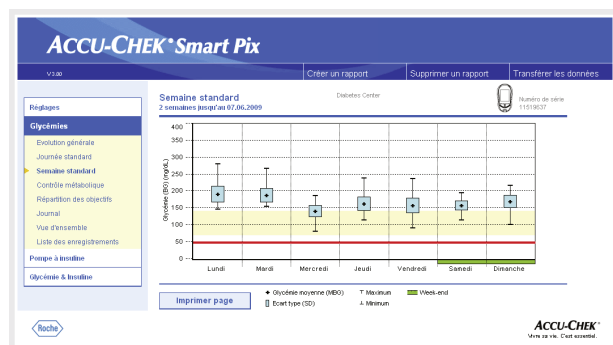 ACCU-CHEK® Smart Pix
V 3.00
Créer un rapport
Supprimer un rapport
Transférer les données
Réglages
Glycémies
Evolution générale
Journée standard
Semaine standard
Contrôle métabolique
Répartition des objectifs
Journal
Vue d'ensemble
Liste des enregistrements
Pompe à insuline
Glycémie & Insuline
Semaine standard
2 semaines jusqu'au 07.06.2009
Diabetes Center
Numéro de série
11519637
Glycémie (BG) (mg/dL)
400
350
300
250
200
150
100
50
0
Lundi Mardi Mercredi Jeudi Vendredi Samedi Dimanche
Imprimer page
Glycémie moyenne (MBG) Maximum Week-end
Ecart type (SD) Minimum
Roche
ACCU-CHEK®
Vivre sa vie. C'est essentiel.